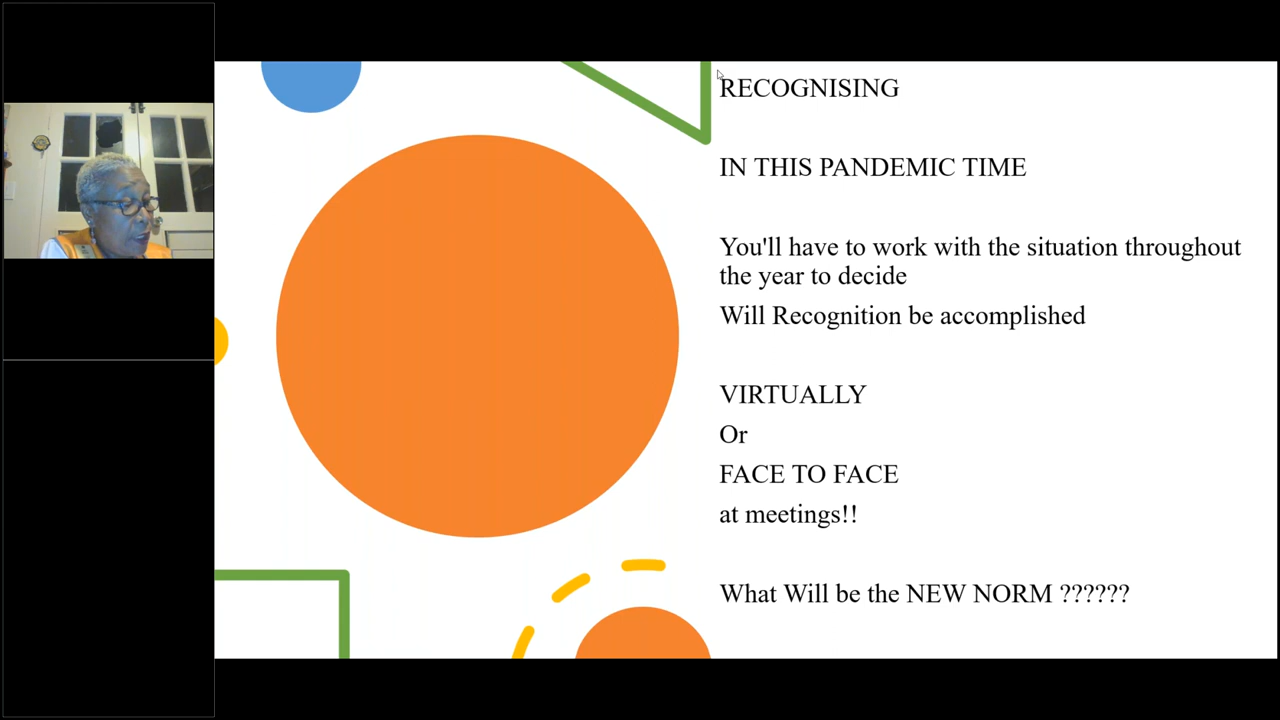 RECOGNISING
IN THIS PANDEMIC TIME
You'll have to work with the situation throughout
the year to decide
Will Recognition be accomplished
VIRTUALLY
Or
FACE TO FACE
at meetings!!
What Will be the NEW NORM ??????